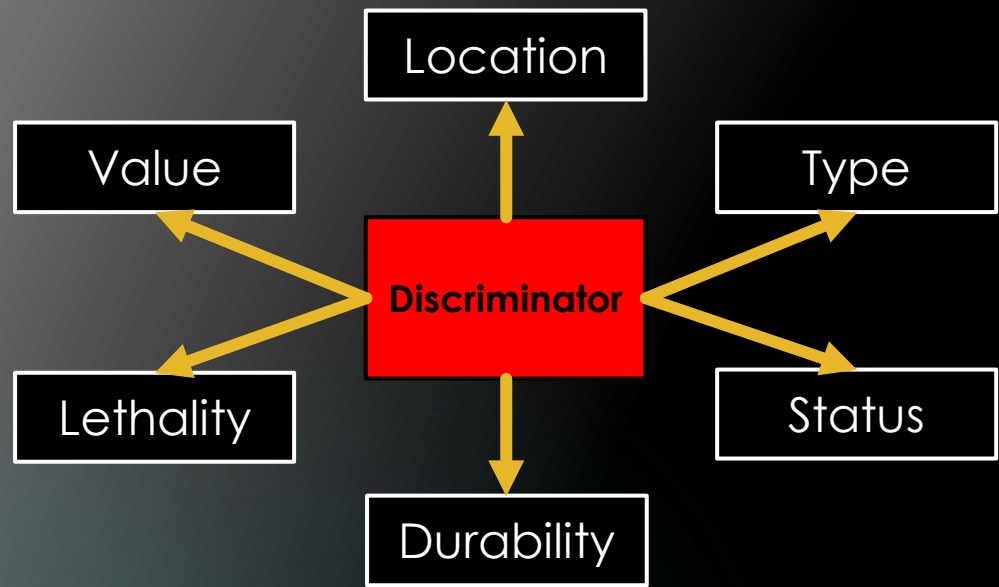 Location
Value
Type
Discriminator
Lethality
Status
Durability